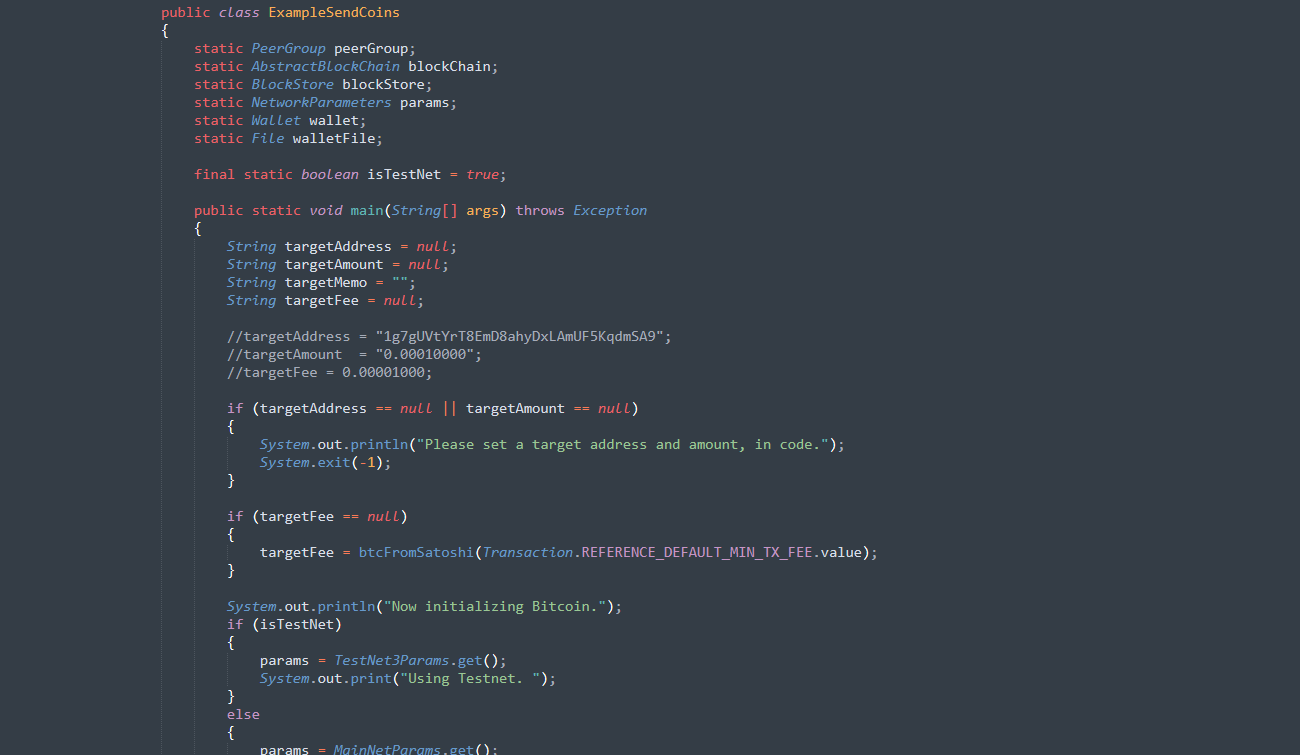 public class ExampleSendCoins
{
    static PeerGroup peerGroup;
    static AbstractBlockChain blockChain;
    static BlockStore blockStore;
    static NetworkParameters params;
    static Wallet wallet;
    static File walletFile;

    final static boolean isTestNet = true;

    public static void main(String[] args) throws Exception
    {
        String targetAddress = null;
        String targetAmount = null;
        String targetMemo = "";
        String targetFee = null;

        //targetAddress = "1g7gUVtYrT8EmD8ahyDxLAmUF5KqdmSA9";
        //targetAmount  = "0.00010000";
        //targetFee = 0.00001000;

        if (targetAddress == null || targetAmount == null)
        {
            System.out.println("Please set a target address and amount, in code.");
            System.exit(-1);
        }

        if (targetFee == null)
        {
            targetFee = btcFromSatoshi(Transaction.REFERENCE_DEFAULT_MIN_TX_FEE.value);
        }

        System.out.println("Now initializing Bitcoin.");
        if (isTestNet)
        {
            params = TestNet3Params.get();
            System.out.print("Using Testnet. ");
        }
        else
        {
            params = MainNetParams.get();